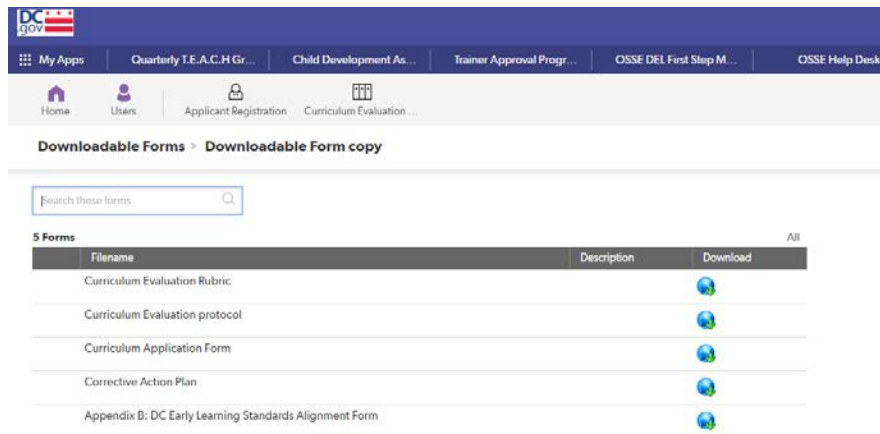 DC
.gov
My Apps Quarterly T.E.A.C.H Gr... Child Development As... Trainer Approval Progr... OSSE DEL First Step M... OSSE Help Desk
Home Users Applicant Registration Curriculum Evaluation ...
Downloadable Forms > Downloadable Form copy
Search these forms
5 Forms All
Filename Description Download
Curriculum Evaluation Rubric
Curriculum Evaluation protocol
Curriculum Application Form
Corrective Action Plan
Appendix B: DC Early Learning Standards Alignment Form